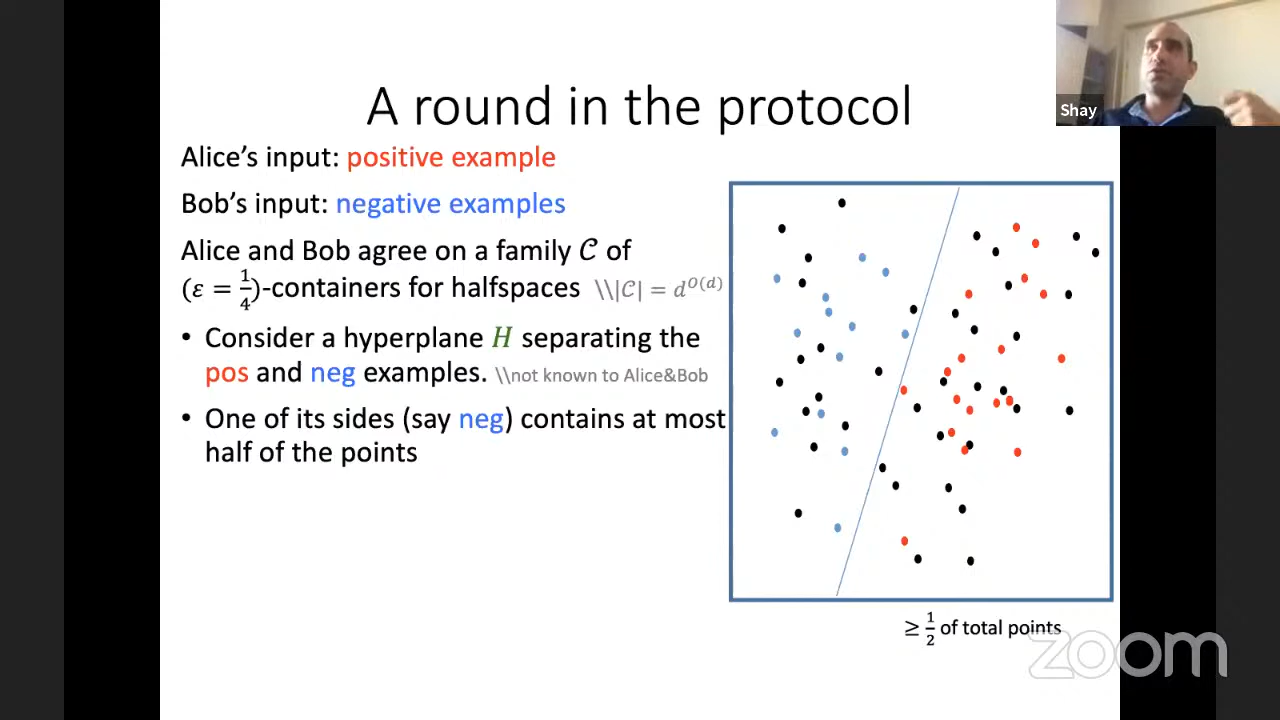 A round in the protocol
Shay
Alice's input: positive example
Bob's input: negative examples
Alice and Bob agree on a family 𝒞 of
(ε = 1/4)-containers for halfspaces \\|𝒞| = d^{O(d)}
• Consider a hyperplane H separating the
pos and neg examples. \\not known to Alice&Bob
• One of its sides (say neg) contains at most
half of the points
≥ 1/2 of total points
zoom